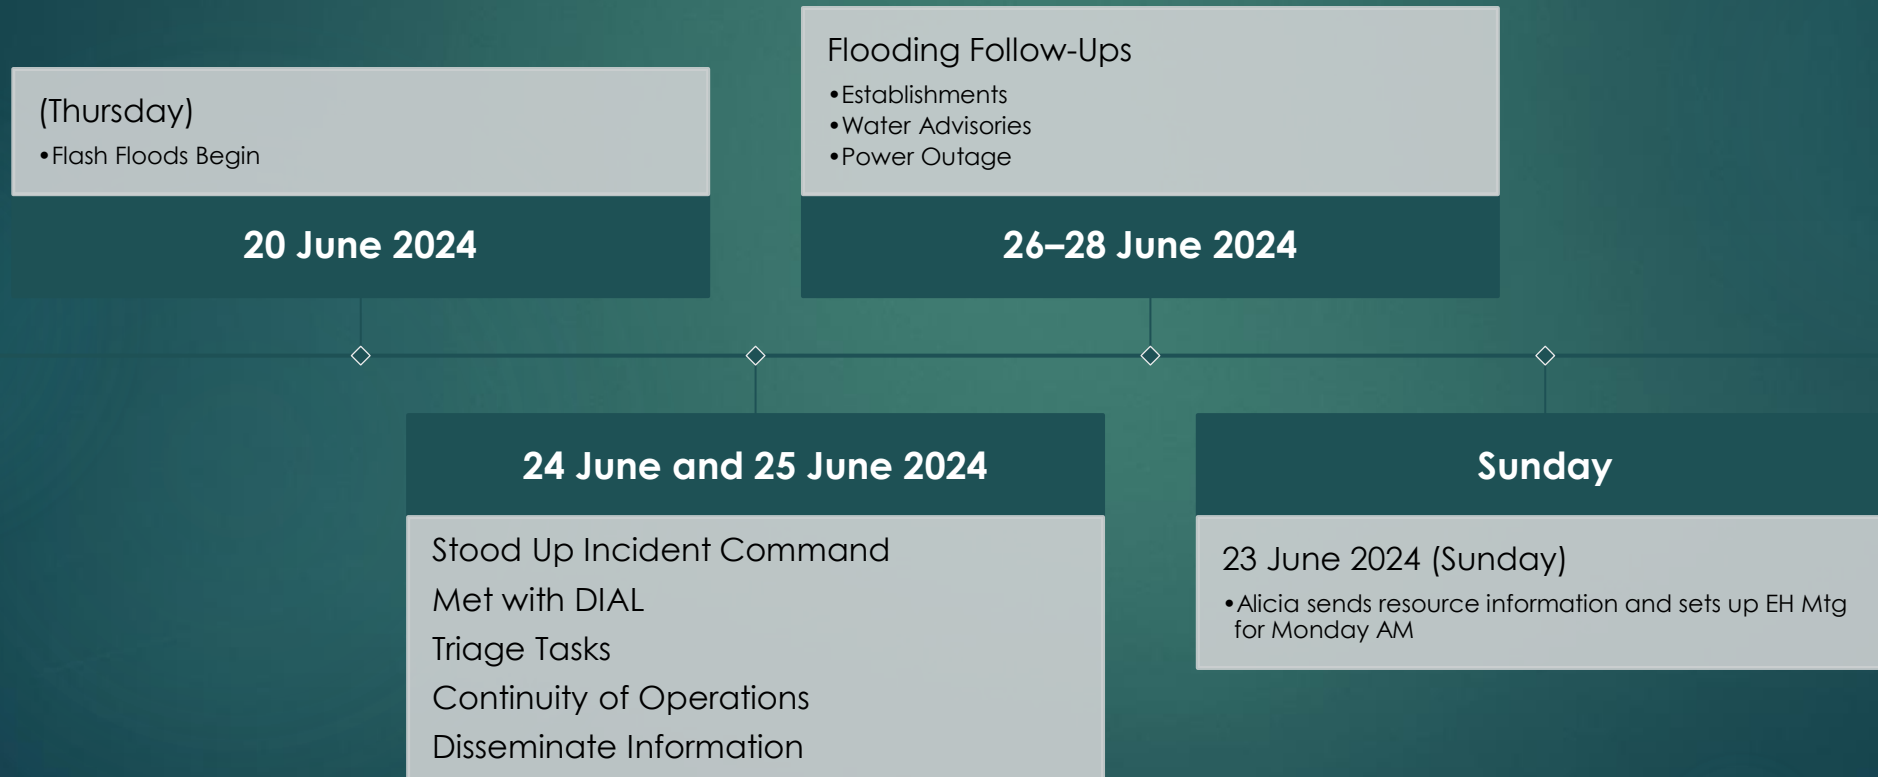 (Thursday)
•Flash Floods Begin
20 June 2024
24 June and 25 June 2024
Stood Up Incident Command
Met with DIAL
Triage Tasks
Continuity of Operations
Disseminate Information
Flooding Follow-Ups
•Establishments
•Water Advisories
•Power Outage
26–28 June 2024
Sunday
23 June 2024 (Sunday)
•Alicia sends resource information and sets up EH Mtg
for Monday AM